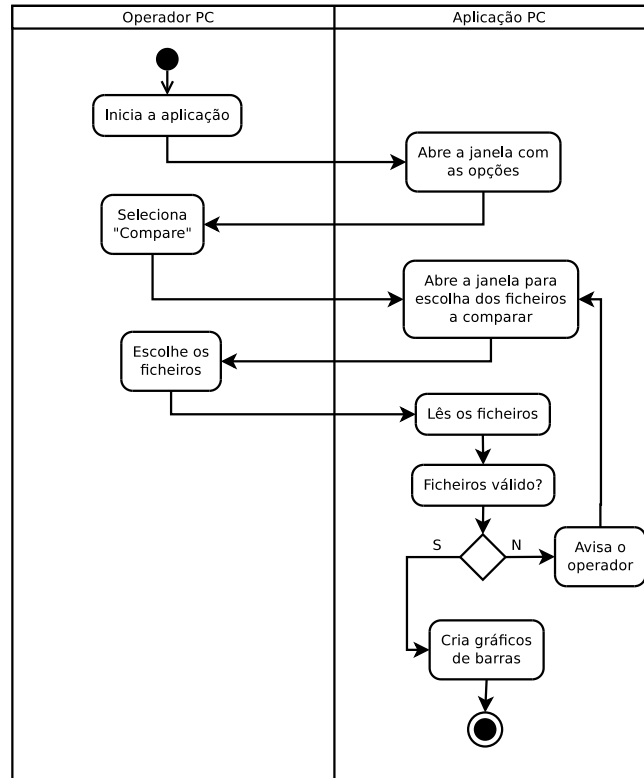 Operador PC
Aplicação PC
Inicia a aplicação
Abre a janela com
as opções
Seleciona
"Compare"
Abre a janela para
escolha dos ficheiros
a comparar
Escolhe os
ficheiros
Lês os ficheiros
Ficheiros válido?
S
N
Avisa o
operador
Cria gráficos
de barras